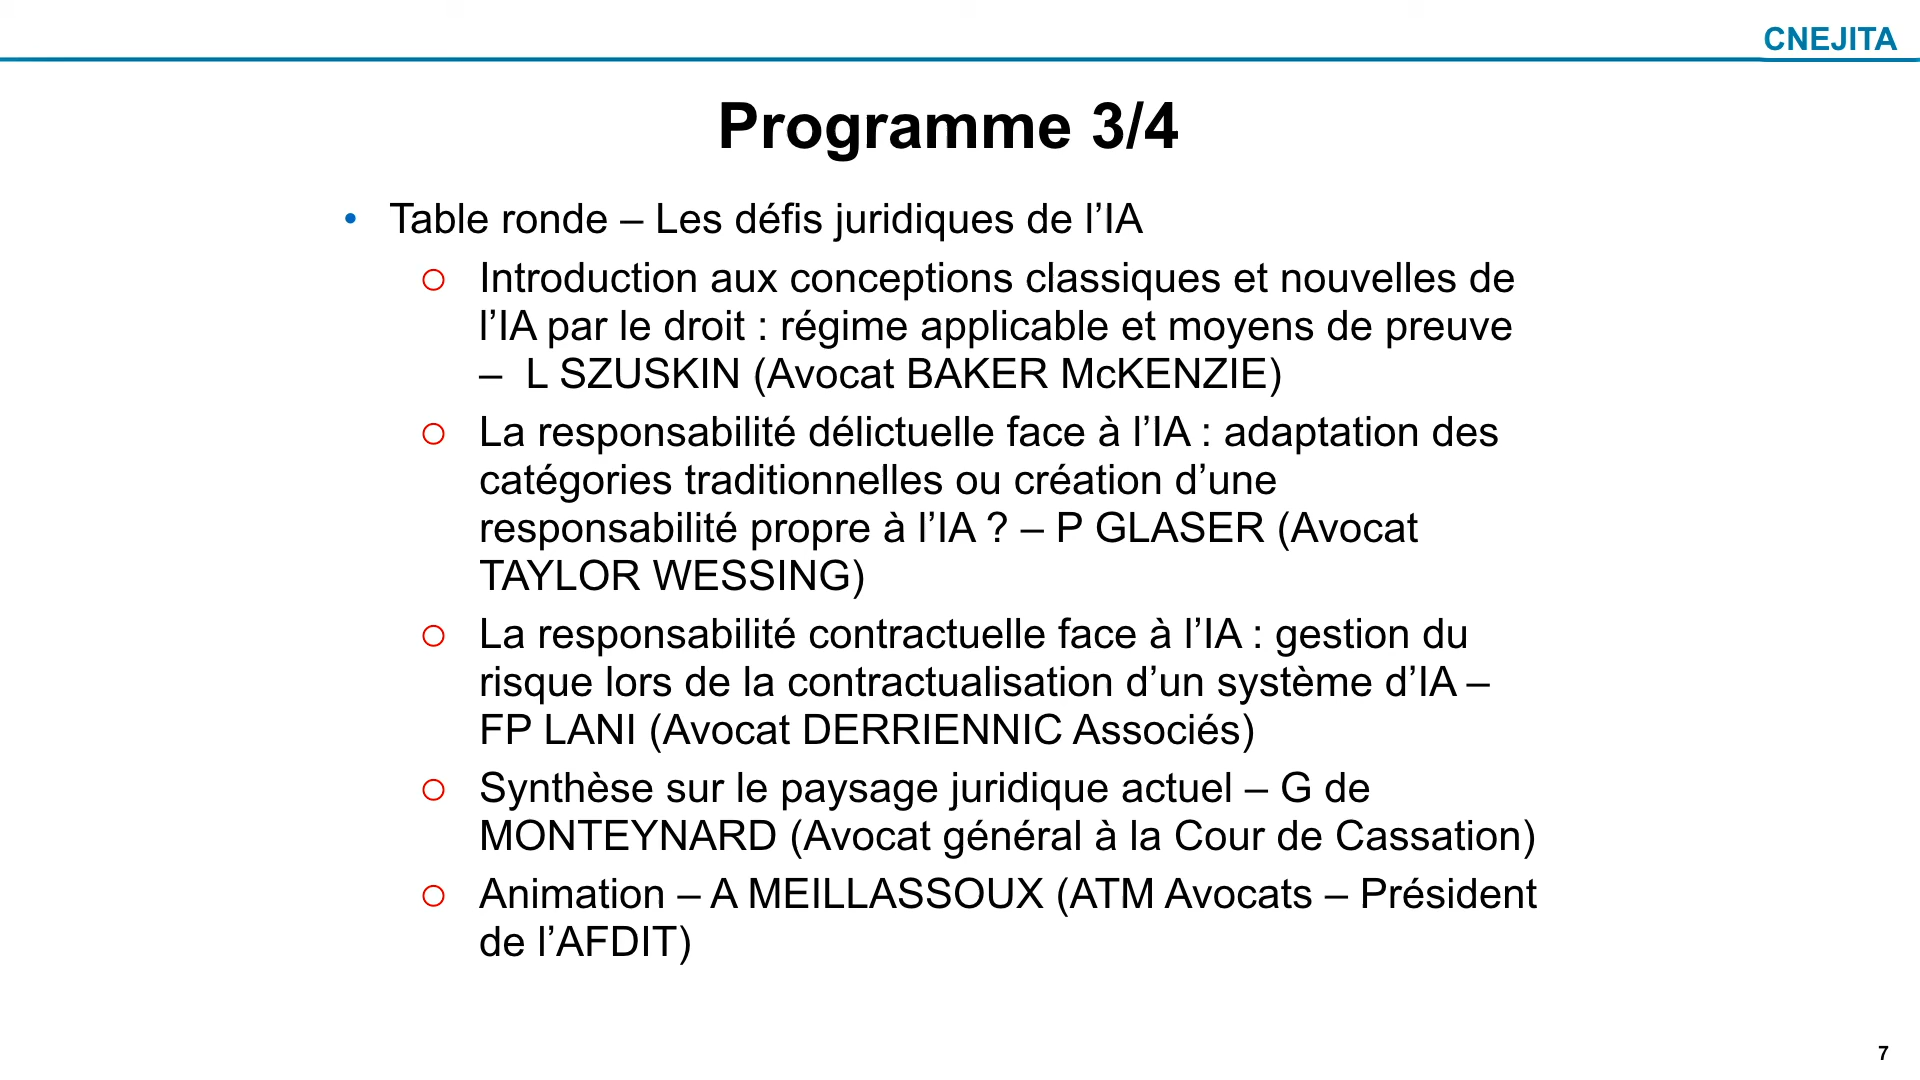 CNEJITA
Programme 3/4
• Table ronde – Les défis juridiques de l’IA
○ Introduction aux conceptions classiques et nouvelles de
l’IA par le droit : régime applicable et moyens de preuve
– L SZUSKIN (Avocat BAKER McKENZIE)
○ La responsabilité délictuelle face à l’IA : adaptation des
catégories traditionnelles ou création d’une
responsabilité propre à l’IA ? – P GLASER (Avocat
TAYLOR WESSING)
○ La responsabilité contractuelle face à l’IA : gestion du
risque lors de la contractualisation d’un système d’IA –
FP LANI (Avocat DERRIENNIC Associés)
○ Synthèse sur le paysage juridique actuel – G de
MONTEYNARD (Avocat général à la Cour de Cassation)
○ Animation – A MEILLASSOUX (ATM Avocats – Président
de l’AFDIT)
7